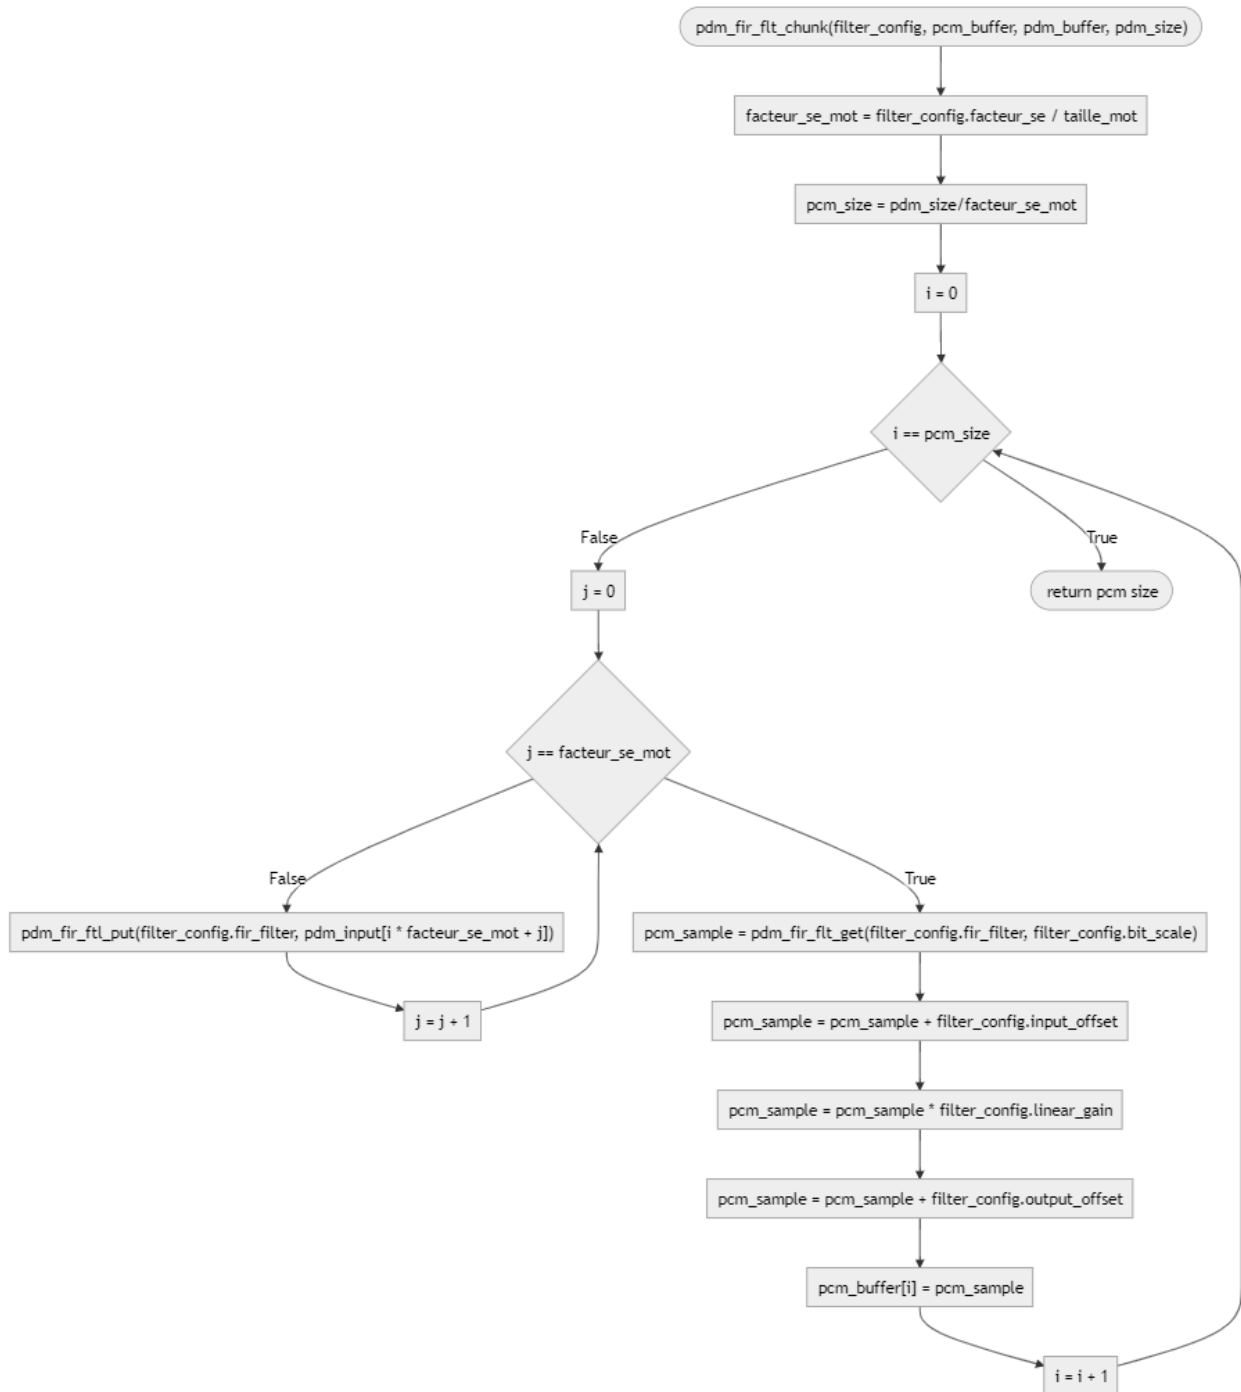 pdm_fir_flt_chunk(filter_config, pcm_buffer, pdm_buffer, pdm_size)
facteur_se_mot = filter_config.facteur_se / taille_mot
pcm_size = pdm_size/facteur_se_mot
i = 0
i == pcm_size
False
True
j = 0
return pcm size
j == facteur_se_mot
False
True
pdm_fir_ftl_put(filter_config.fir_filter, pdm_input[i * facteur_se_mot + j])
pcm_sample = pdm_fir_flt_get(filter_config.fir_filter, filter_config.bit_scale)
j = j + 1
pcm_sample = pcm_sample + filter_config.input_offset
pcm_sample = pcm_sample * filter_config.linear_gain
pcm_sample = pcm_sample + filter_config.output_offset
pcm_buffer[i] = pcm_sample
i = i + 1